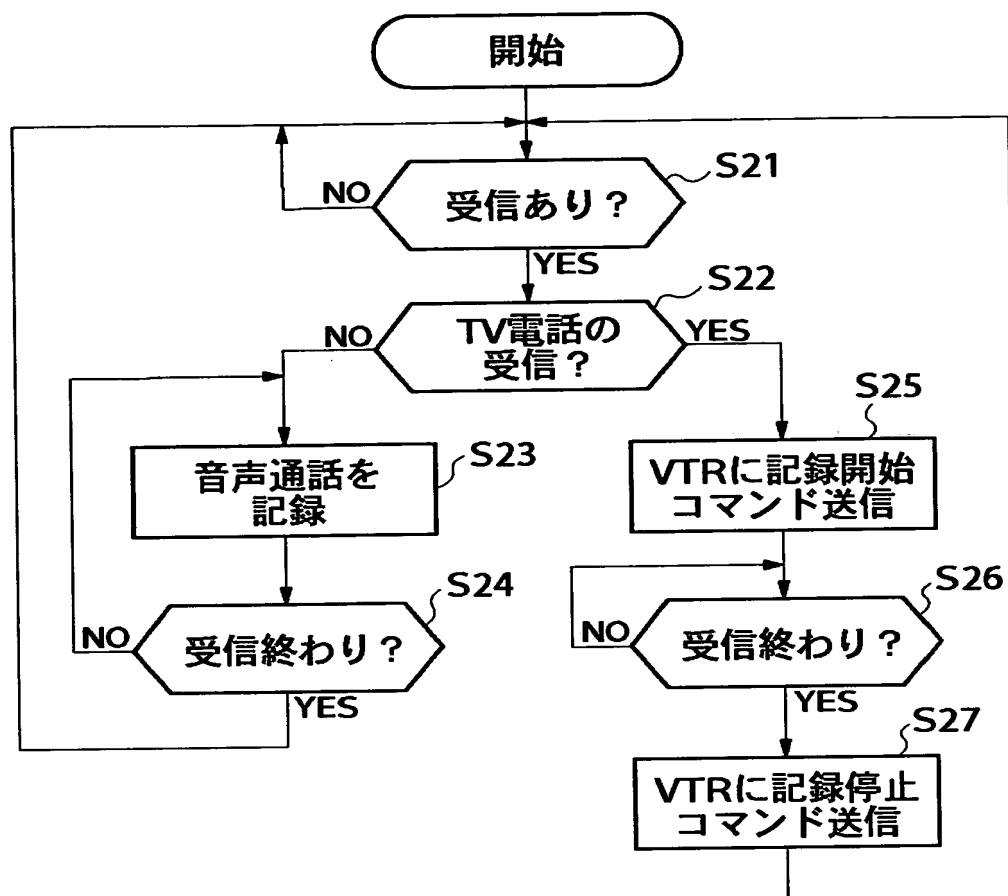 開始
S21
NO
受信あり？
YES
S22
NO
TV電話の
受信？
YES
S23
音声通話を
記録
S25
VTRに記録開始
コマンド送信
S24
NO
受信終わり？
YES
S26
NO
受信終わり？
YES
S27
VTRに記録停止
コマンド送信